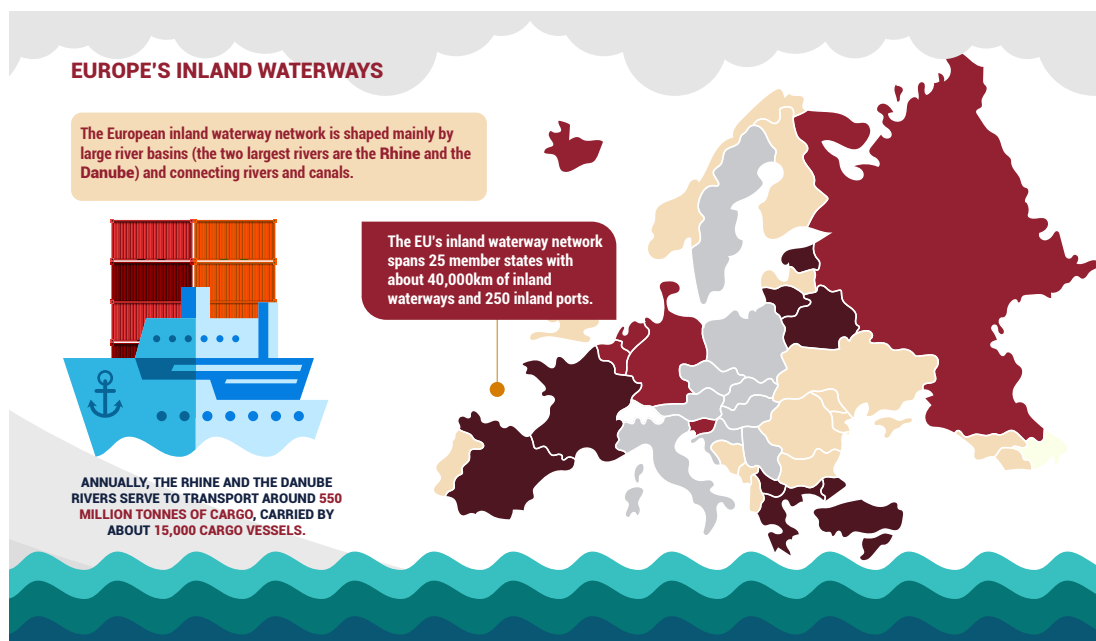 EUROPE'S INLAND WATERWAYS
The European inland waterway network is shaped mainly by
large river basins (the two largest rivers are the Rhine and the
Danube) and connecting rivers and canals.
The EU's inland waterway network
spans 25 member states with
about 40,000km of inland
waterways and 250 inland ports.
ANNUALLY, THE RHINE AND THE DANUBE
RIVERS SERVE TO TRANSPORT AROUND 550
MILLION TONNES OF CARGO, CARRIED BY
ABOUT 15,000 CARGO VESSELS.